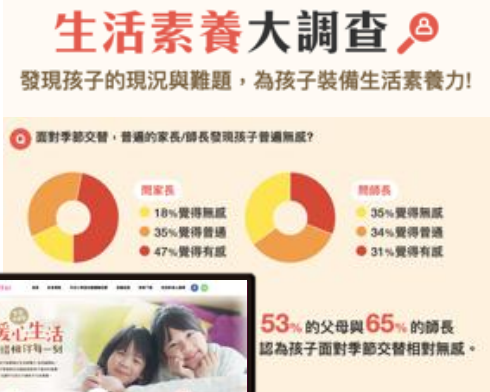 生活素養大調查
發現孩子的現況與難題，為孩子裝備生活素養力!
Q 面對季節交替，普遍的家長/師長發現孩子普遍無感?
問家長
18%覺得無感
35%覺得普通
47%覺得有感
問師長
35%覺得無感
34%覺得普通
31%覺得有感
暖心生活
53%的父母與65%的師長
認為孩子面對季節交替相對無感。